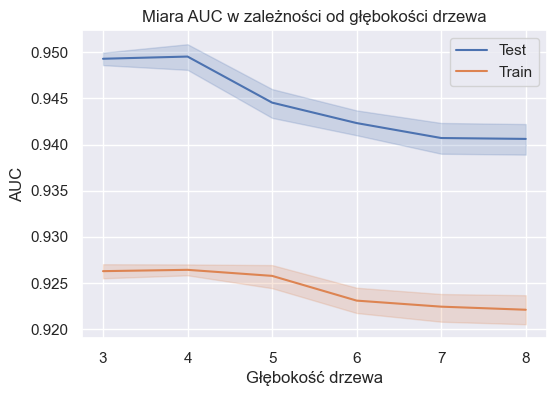 Miara AUC w zależności od głębokości drzewa
Test
Train
0.950
0.945
0.940
0.935
0.930
0.925
0.920
AUC
3 4 5 6 7 8
Głębokość drzewa